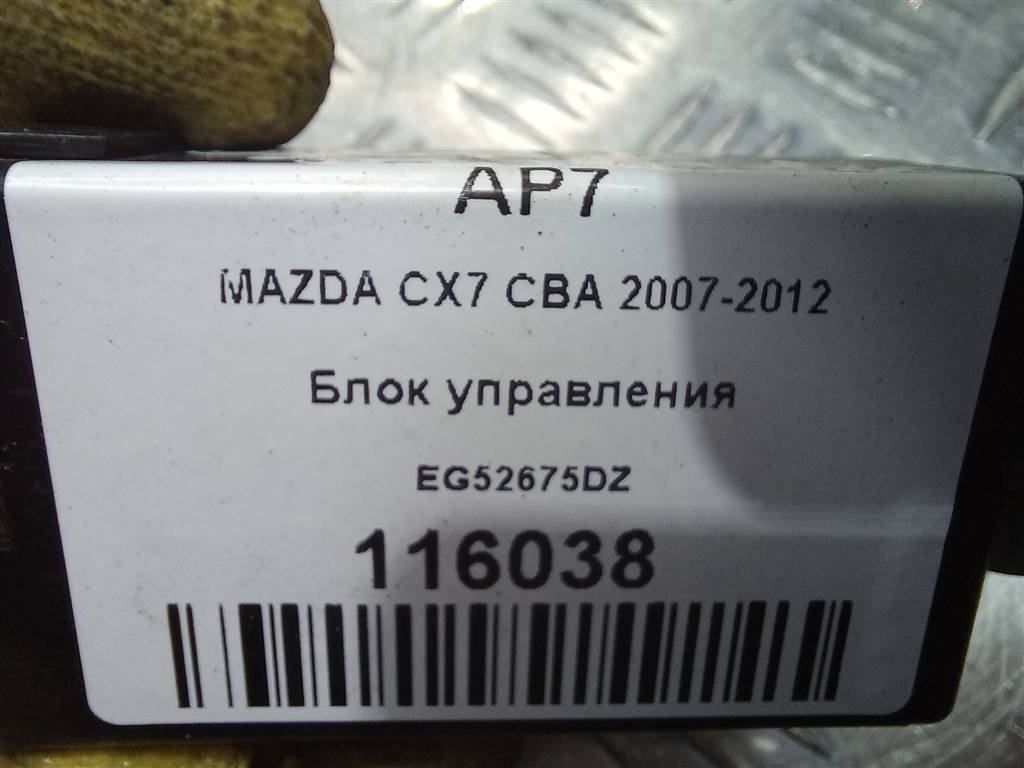 AP7
MAZDA CX7 CBA 2007-2012
Блок управления
EG52675DZ
116038